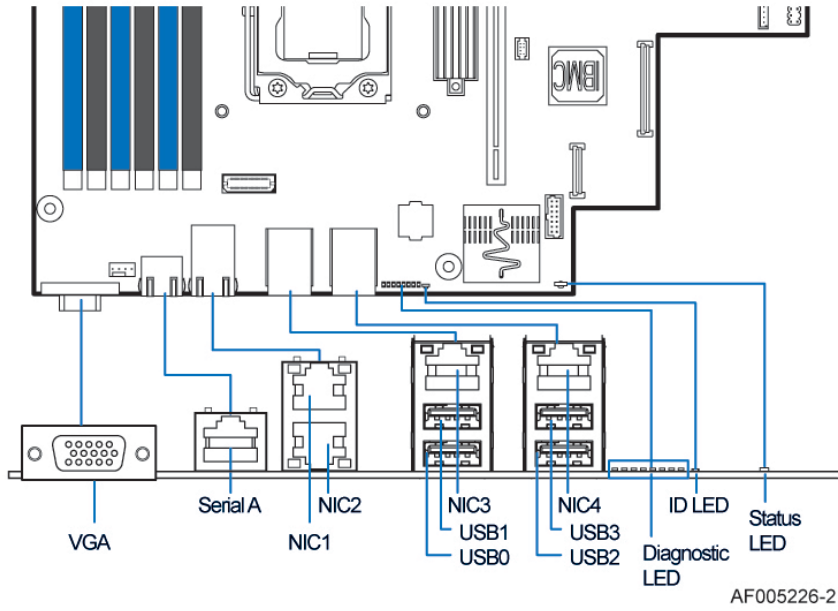 BMC
Serial A
NIC2
NIC3
NIC4
ID LED
VGA
NIC1
USB1
USB0
USB3
USB2
Diagnostic
LED
Status
LED
AF005226-2